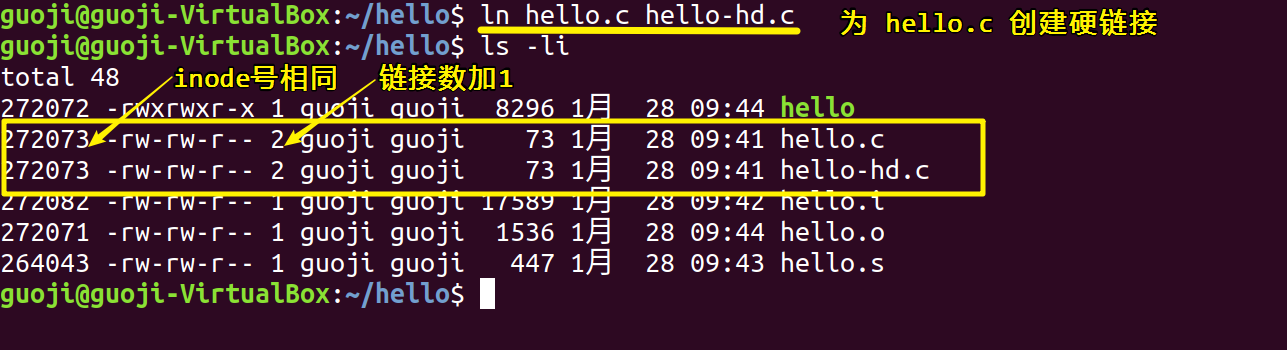 guoji@guoji-VirtualBox:~/hello$ ln hello.c hello-hd.c 为 hello.c 创建硬链接
guoji@guoji-VirtualBox:~/hello$ ls -li
total 48 inode号相同 链接数加1
272072 -rwxrwxr-x 1 guoji guoji  8296 1月  28 09:44 hello
272073 -rw-rw-r-- 2 guoji guoji    73 1月  28 09:41 hello.c
272073 -rw-rw-r-- 2 guoji guoji    73 1月  28 09:41 hello-hd.c
272082 -rw-rw-r-- 1 guoji guoji 17589 1月  28 09:42 hello.i
272071 -rw-rw-r-- 1 guoji guoji  1536 1月  28 09:44 hello.o
264043 -rw-rw-r-- 1 guoji guoji   447 1月  28 09:43 hello.s
guoji@guoji-VirtualBox:~/hello$